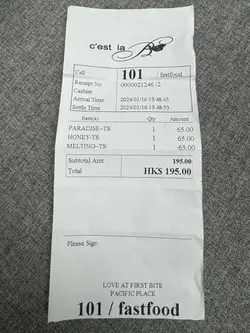 c'est la B
Call 101 / fastfood
Receipt No. 0000021246/2
Cashier
Arrival Time 2024/01/16 13:48:45
Settle Time 2024/01/16 13:48:53
Item(s) Qty Amount
PARADISE-TS 1 65.00
HONEY-TS 1 65.00
MELTING-TS 1 65.00
Subtotal Amt 195.00
Total HK$ 195.00
Please Sign:
LOVE AT FIRST BITE
PACIFIC PLACE
101 / fastfood